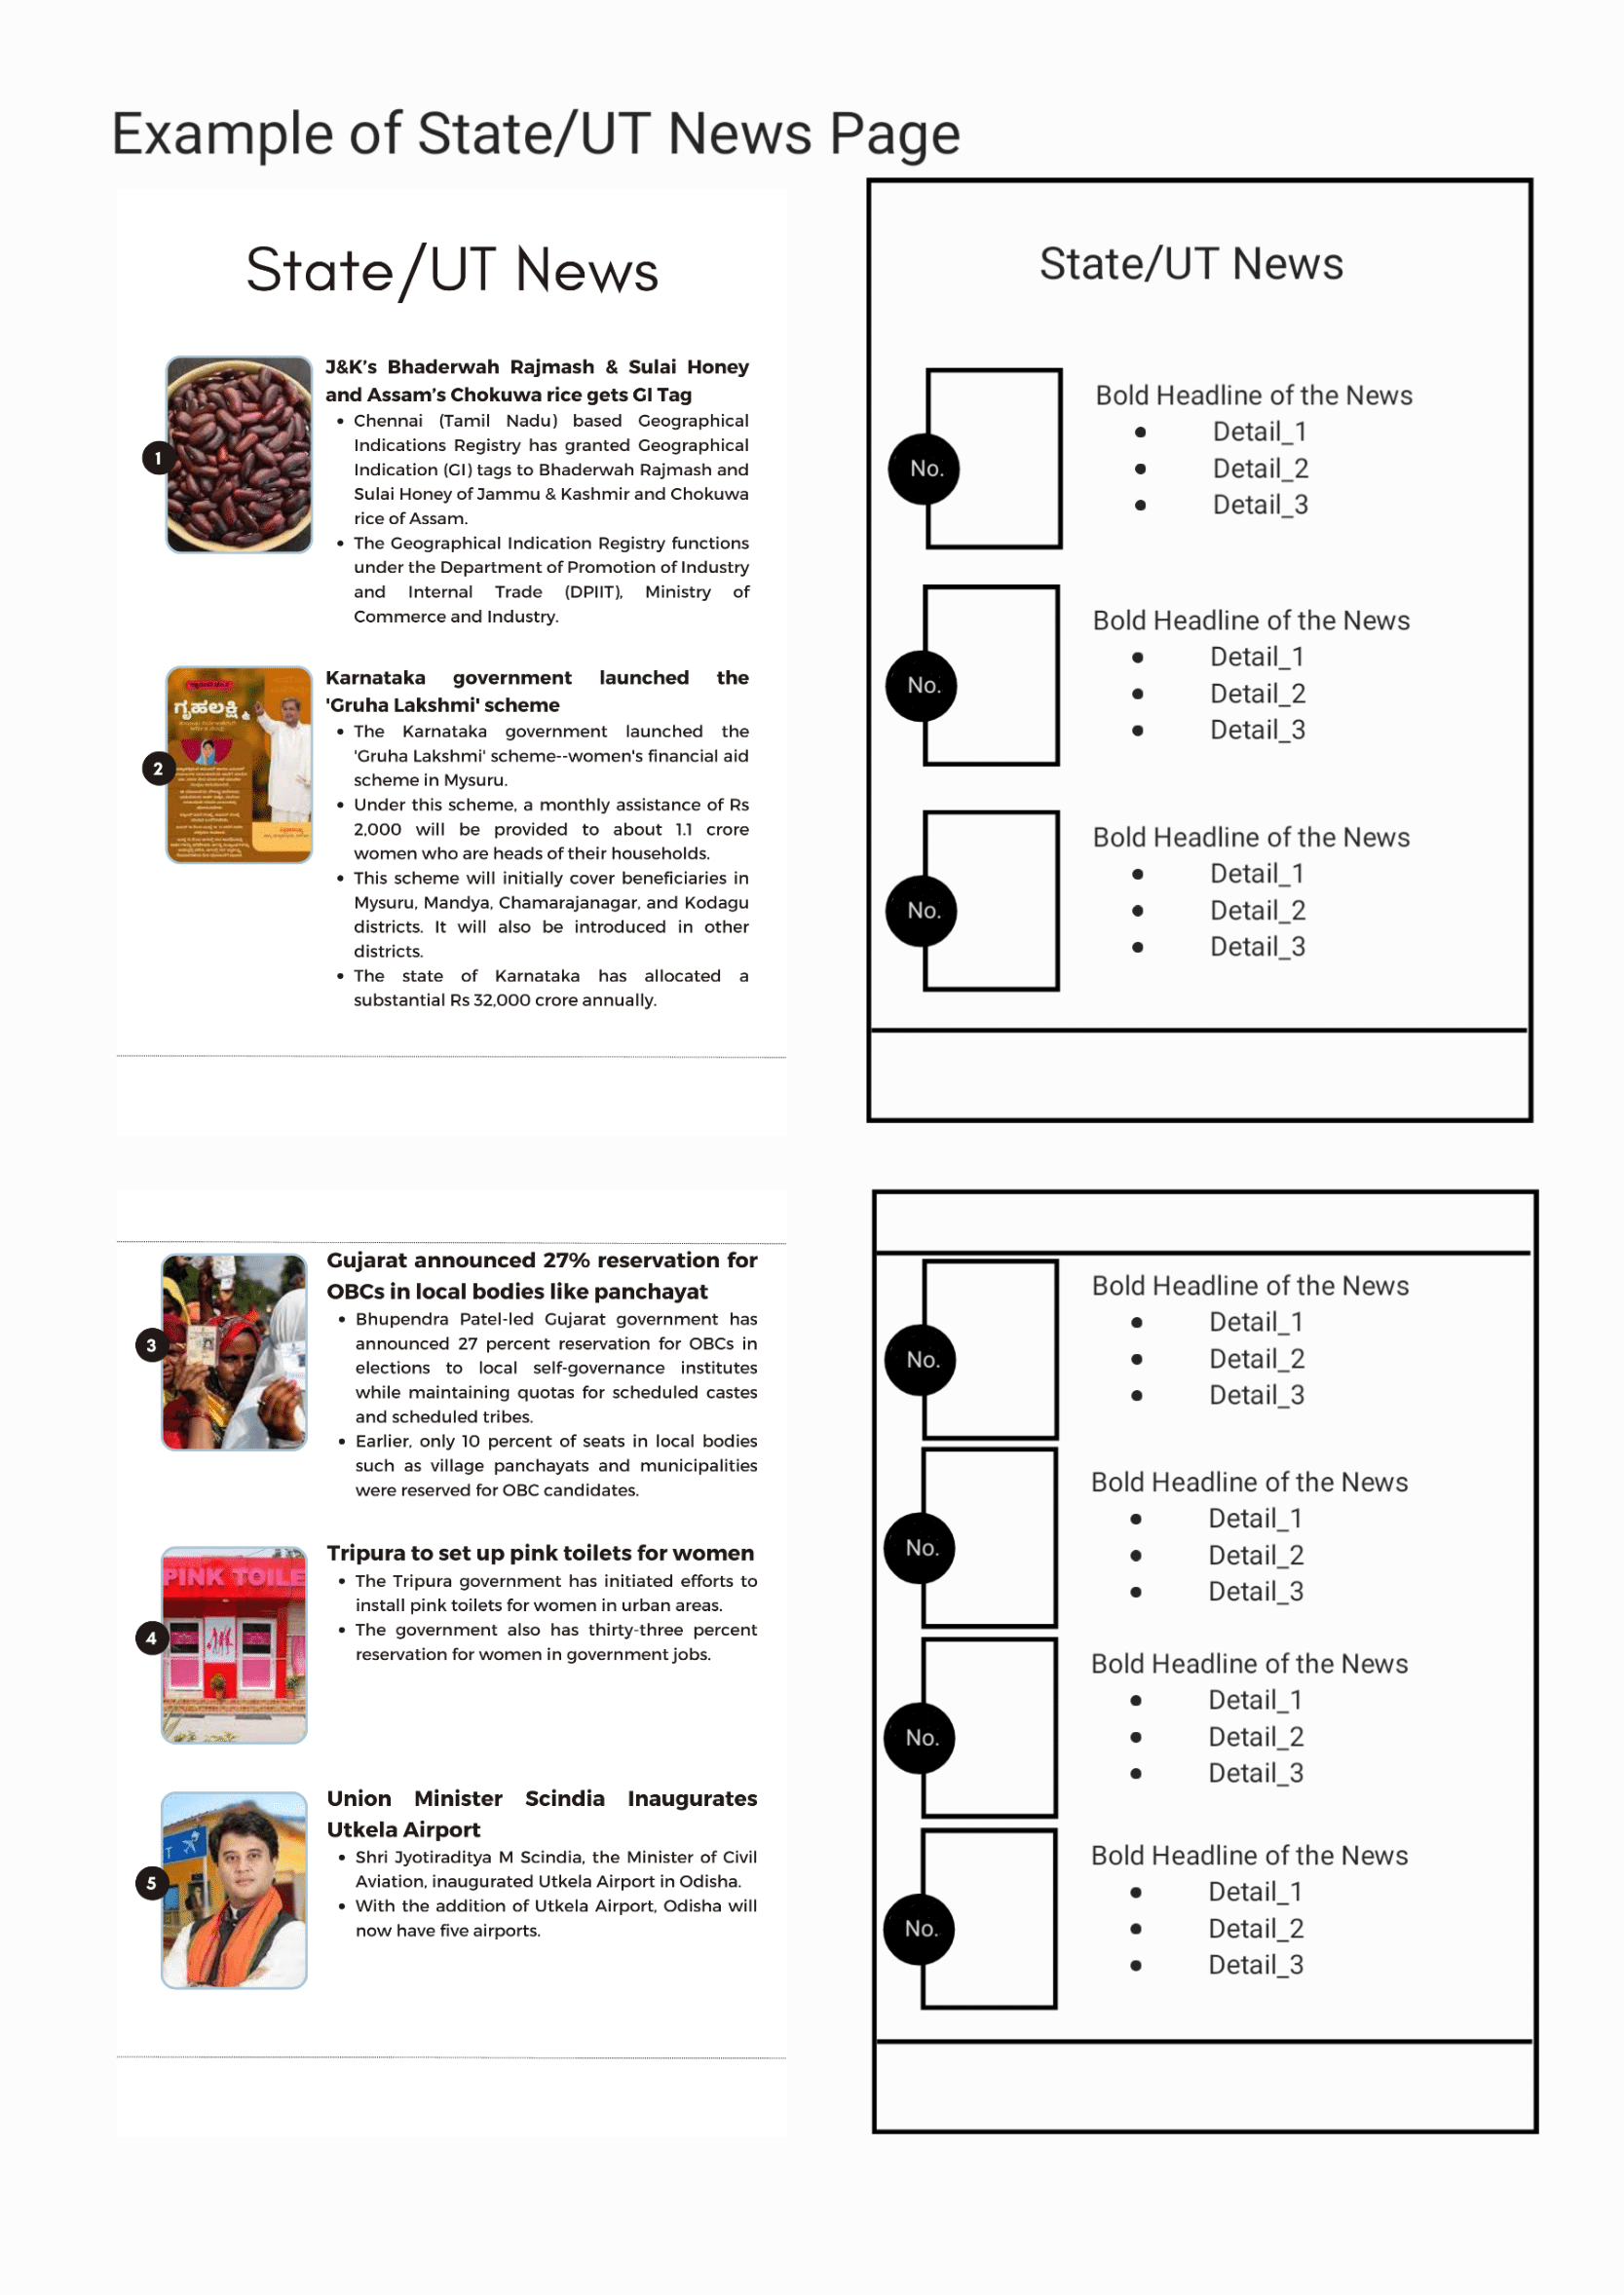 Example of State/UT News Page
State/UT News
1
J&K's Bhaderwah Rajmash & Sulai Honey
and Assam's Chokuwa rice gets GI Tag
• Chennai (Tamil Nadu) based Geographical
Indications Registry has granted Geographical
Indication (GI) tags to Bhaderwah Rajmash and
Sulai Honey of Jammu & Kashmir and Chokuwa
rice of Assam.
• The Geographical Indication Registry functions
under the Department of Promotion of Industry
and Internal Trade (DPIIT), Ministry of
Commerce and Industry.
2
ಗೃಹಲಕ್ಷ್ಮಿ
Karnataka government launched the
'Gruha Lakshmi' scheme
• The Karnataka government launched the
'Gruha Lakshmi' scheme--women's financial aid
scheme in Mysuru.
• Under this scheme, a monthly assistance of Rs
2,000 will be provided to about 1.1 crore
women who are heads of their households.
• This scheme will initially cover beneficiaries in
Mysuru, Mandya, Chamarajanagar, and Kodagu
districts. It will also be introduced in other
districts.
• The state of Karnataka has allocated a
substantial Rs 32,000 crore annually.
State/UT News
No.
Bold Headline of the News
• Detail_1
• Detail_2
• Detail_3
No.
Bold Headline of the News
• Detail_1
• Detail_2
• Detail_3
No.
Bold Headline of the News
• Detail_1
• Detail_2
• Detail_3
3
Gujarat announced 27% reservation for
OBCs in local bodies like panchayat
• Bhupendra Patel-led Gujarat government has
announced 27 percent reservation for OBCs in
elections to local self-governance institutes
while maintaining quotas for scheduled castes
and scheduled tribes.
• Earlier, only 10 percent of seats in local bodies
such as village panchayats and municipalities
were reserved for OBC candidates.
4
PINK TOILE
Tripura to set up pink toilets for women
• The Tripura government has initiated efforts to
install pink toilets for women in urban areas.
• The government also has thirty-three percent
reservation for women in government jobs.
5
T
Union Minister Scindia Inaugurates
Utkela Airport
• Shri Jyotiraditya M Scindia, the Minister of Civil
Aviation, inaugurated Utkela Airport in Odisha.
• With the addition of Utkela Airport, Odisha will
now have five airports.
No.
Bold Headline of the News
• Detail_1
• Detail_2
• Detail_3
No.
Bold Headline of the News
• Detail_1
• Detail_2
• Detail_3
No.
Bold Headline of the News
• Detail_1
• Detail_2
• Detail_3
No.
Bold Headline of the News
• Detail_1
• Detail_2
• Detail_3